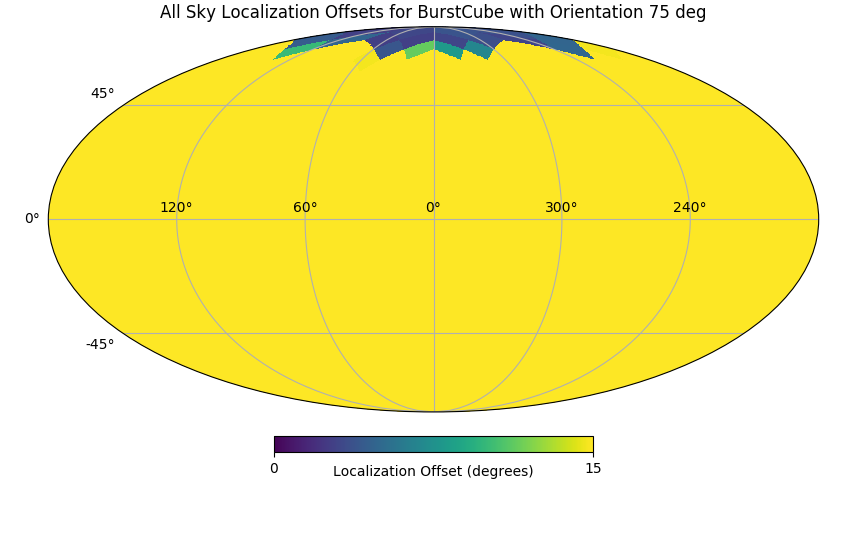 All Sky Localization Offsets for BurstCube with Orientation 75 deg
45°
120° 60° 0° 300° 240°
0°
-45°
0 15
Localization Offset (degrees)